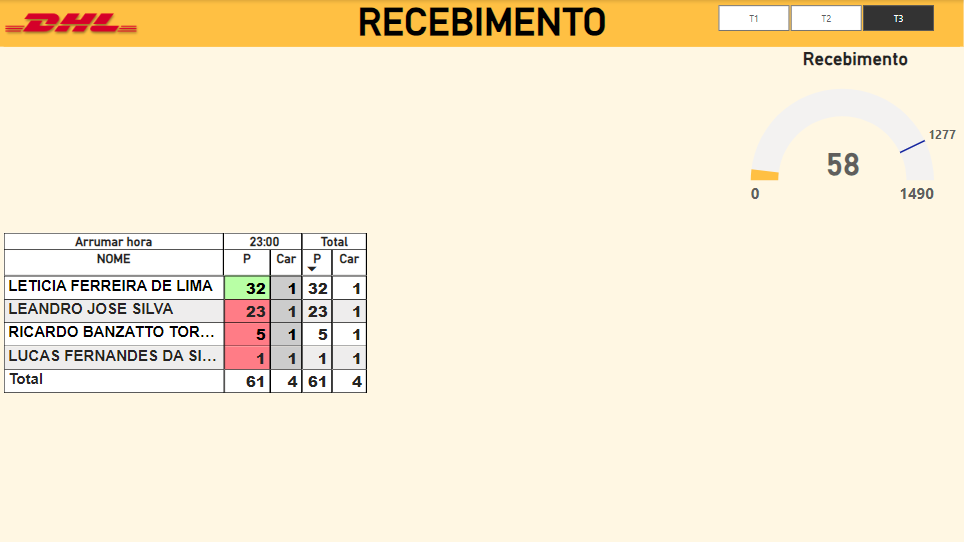 DHL
RECEBIMENTO
T1 T2 T3
Recebimento
1277
58
0 1490
Arrumar hora 23:00 Total
NOME P Car P Car
LETICIA FERREIRA DE LIMA 32 1 32 1
LEANDRO JOSE SILVA 23 1 23 1
RICARDO BANZATTO TOR... 5 1 5 1
LUCAS FERNANDES DA SI... 1 1 1 1
Total 61 4 61 4